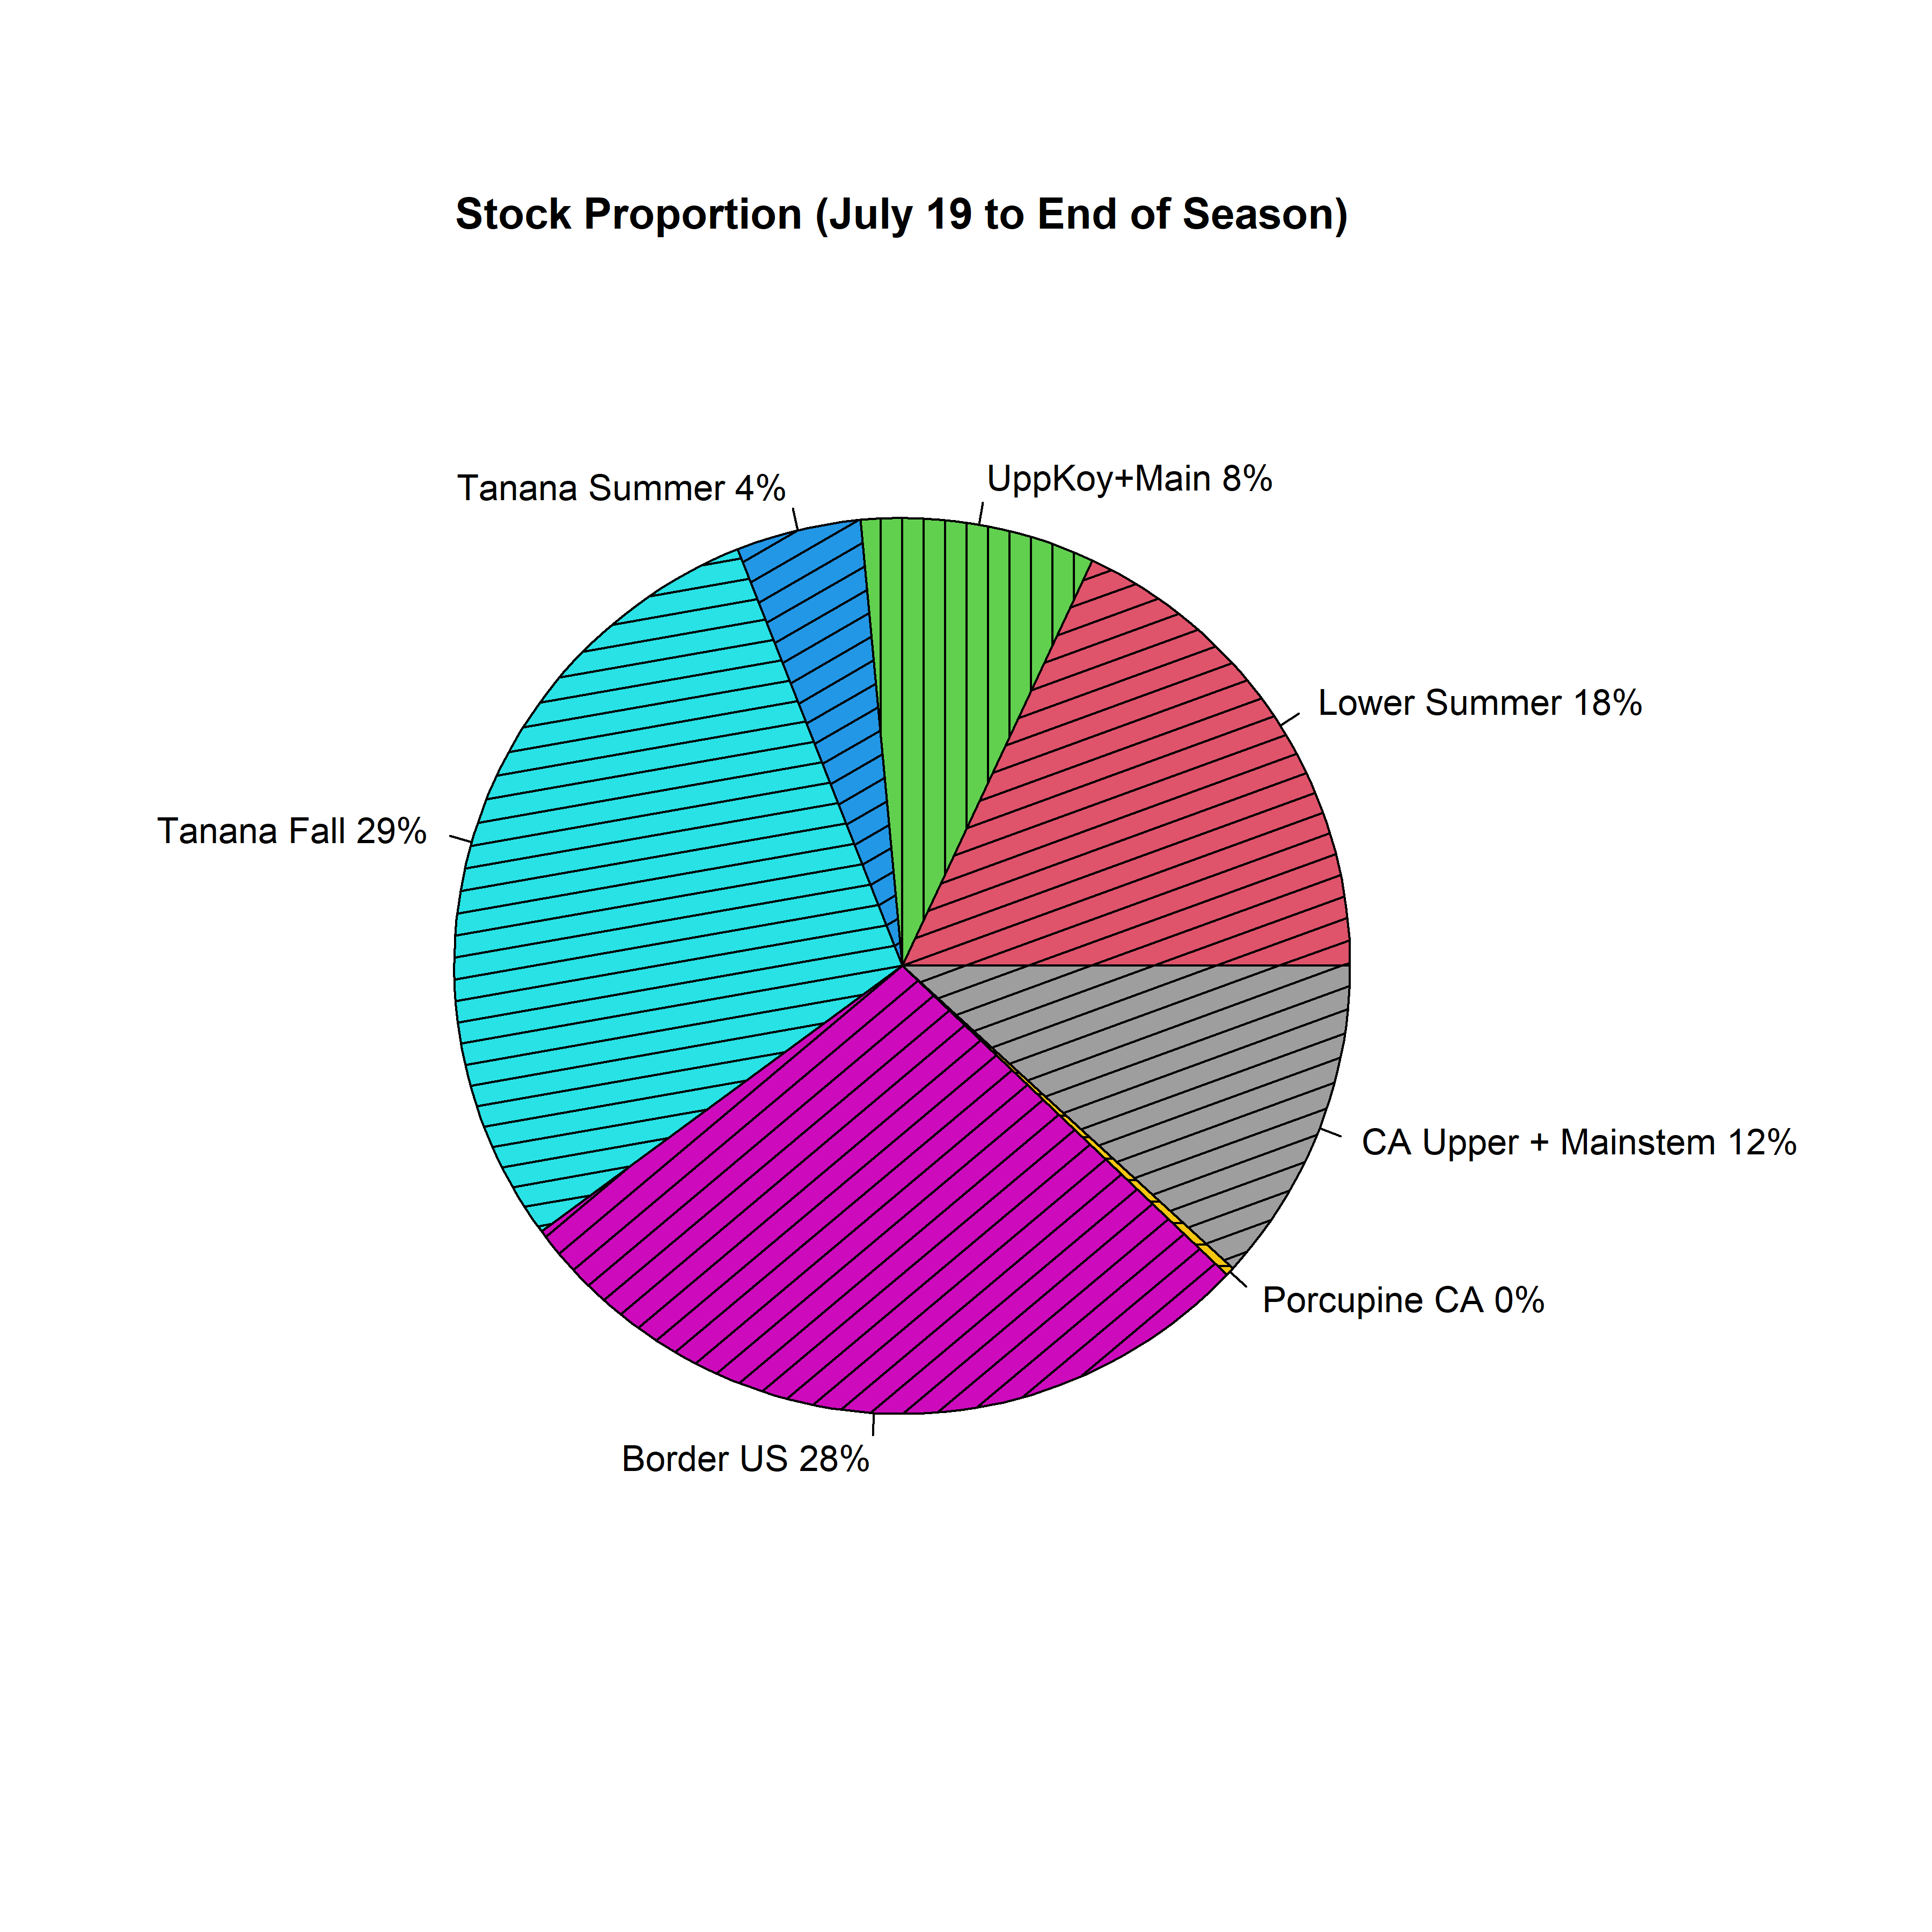 Stock Proportion (July 19 to End of Season)
UppKoy+Main 8%
Tanana Summer 4%
Lower Summer 18%
Tanana Fall 29%
CA Upper + Mainstem 12%
Porcupine CA 0%
Border US 28%